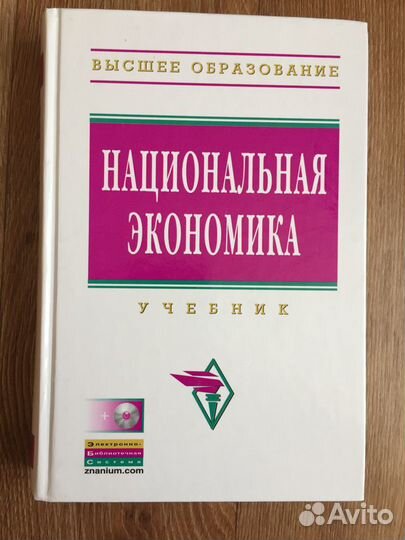 ВЫСШЕЕ ОБРАЗОВАНИЕ
НАЦИОНАЛЬНАЯ
ЭКОНОМИКА
УЧЕБНИК
+
Электронно-
Библиотечная
Система
znanium.com
Avito